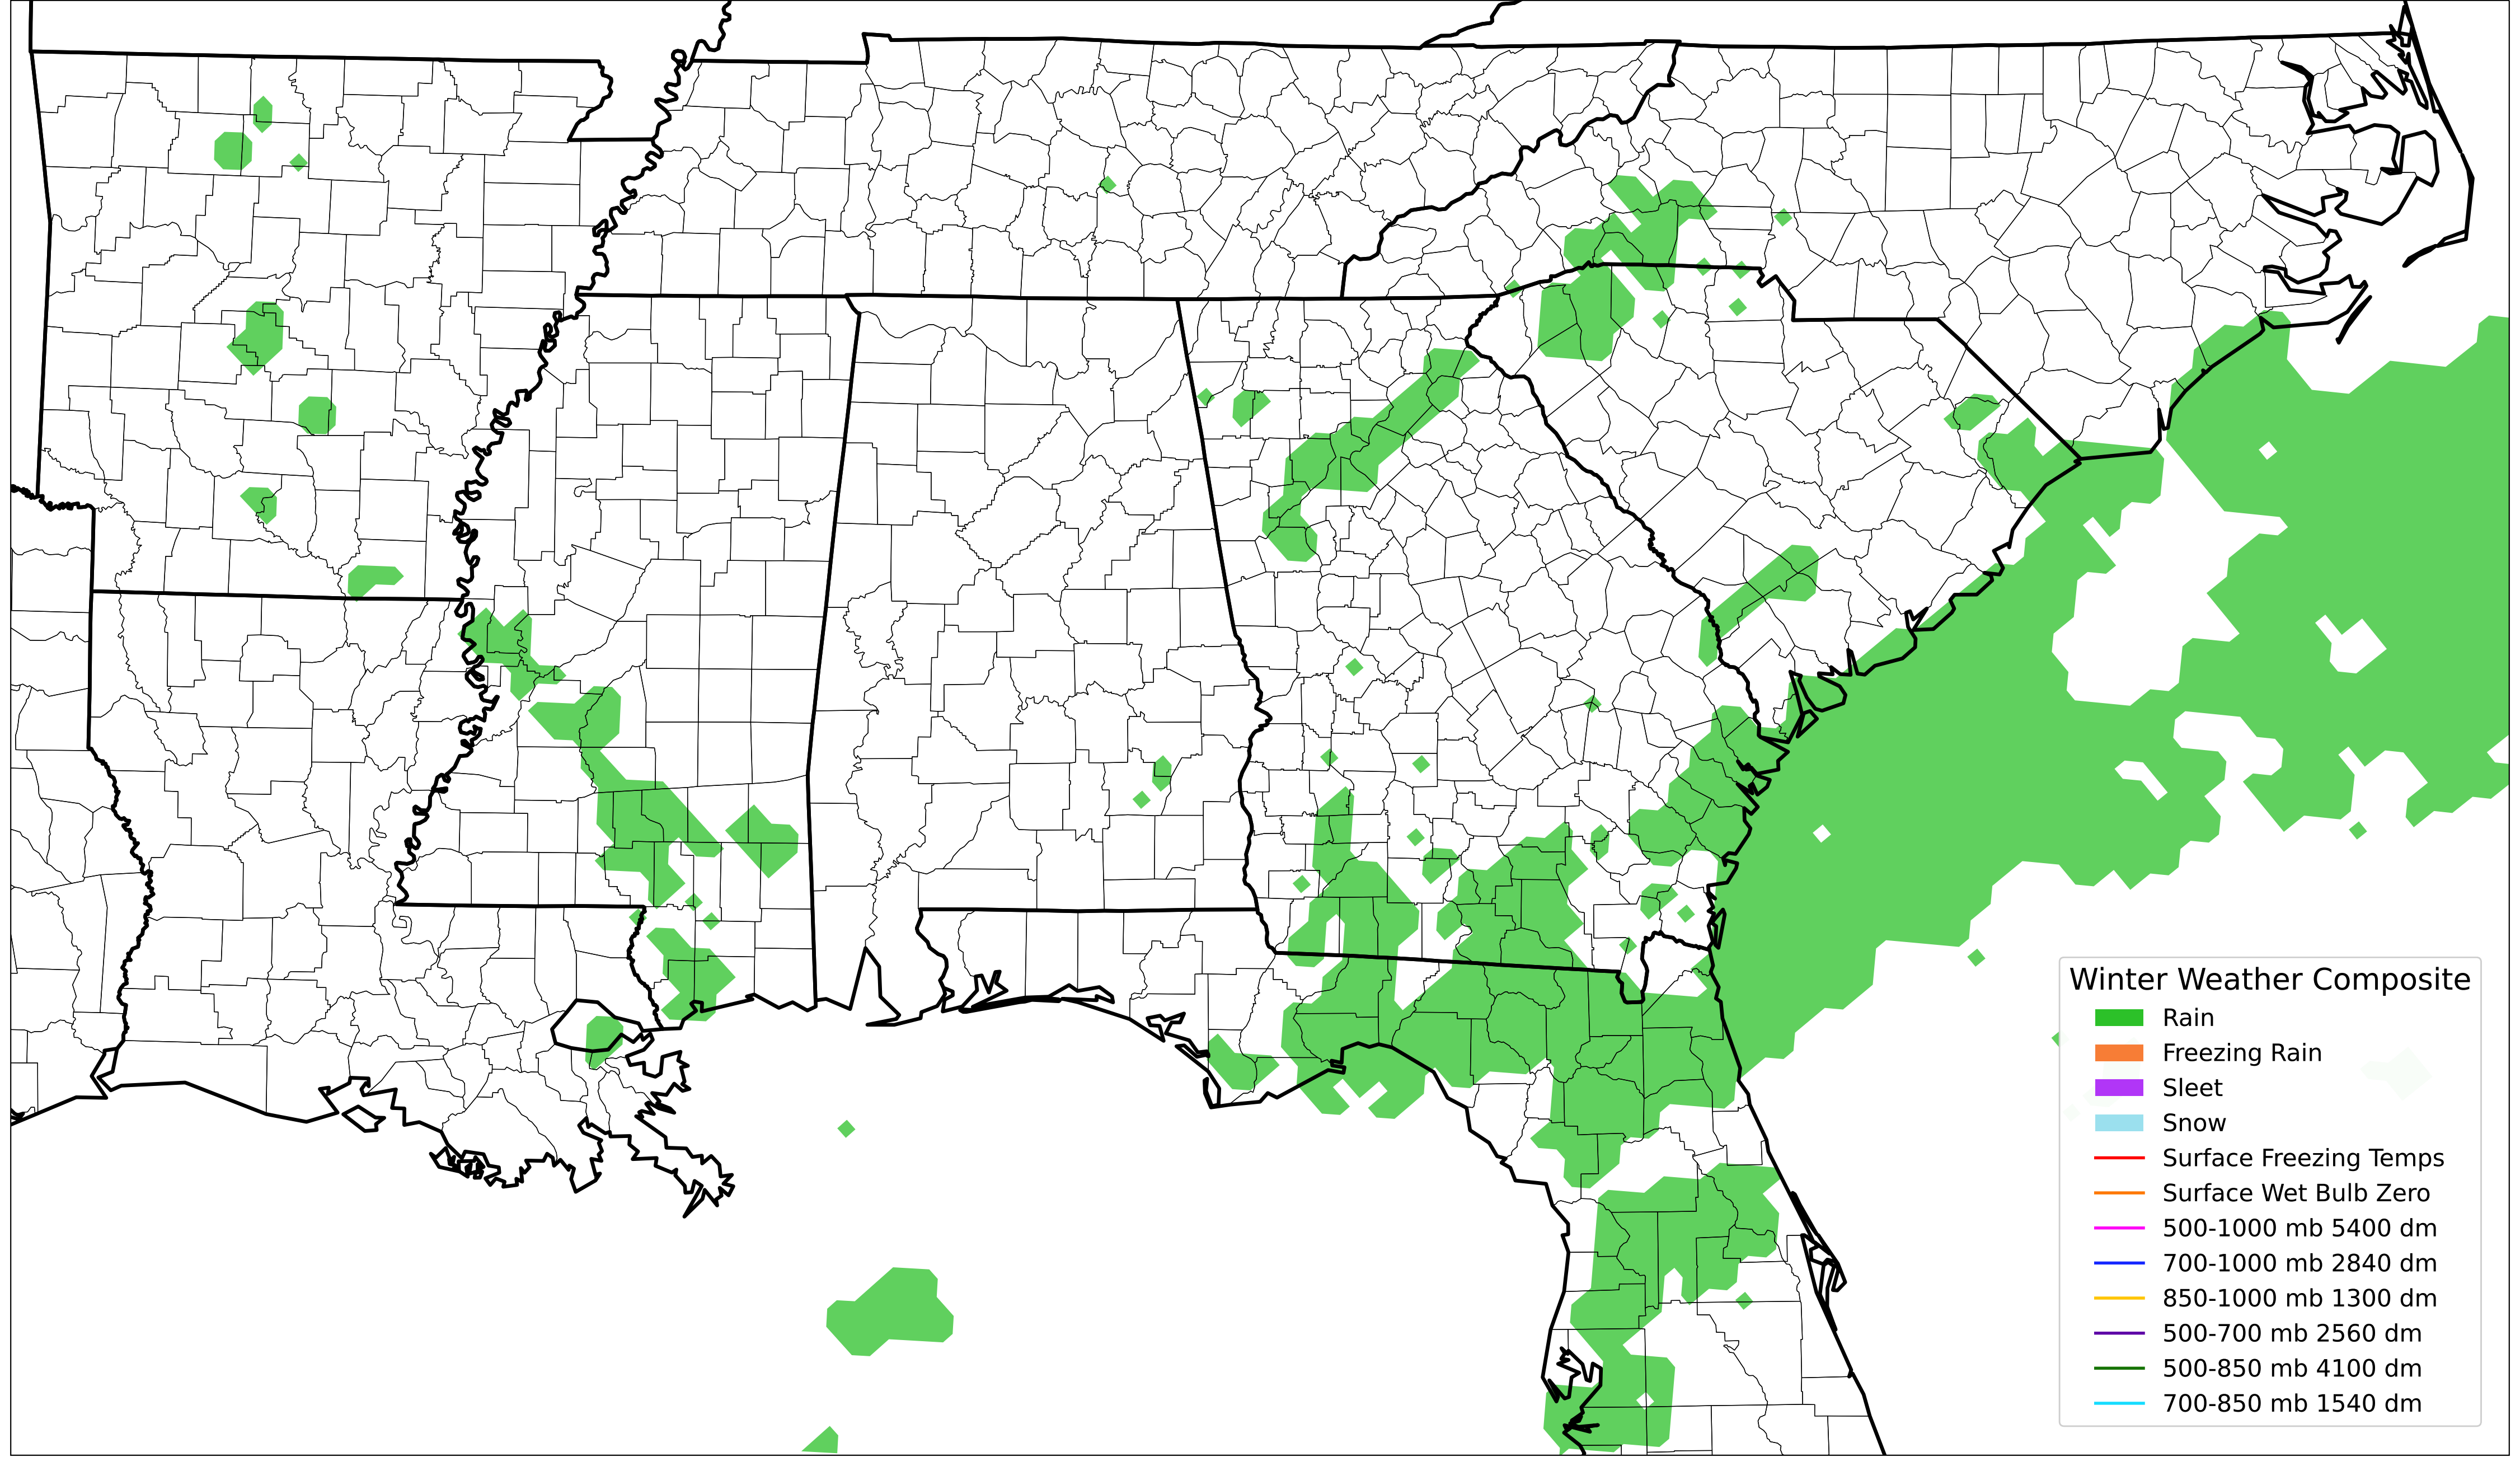 Winter Weather Composite
Rain
Freezing Rain
Sleet
Snow
Surface Freezing Temps
Surface Wet Bulb Zero
500-1000 mb 5400 dm
700-1000 mb 2840 dm
850-1000 mb 1300 dm
500-700 mb 2560 dm
500-850 mb 4100 dm
700-850 mb 1540 dm